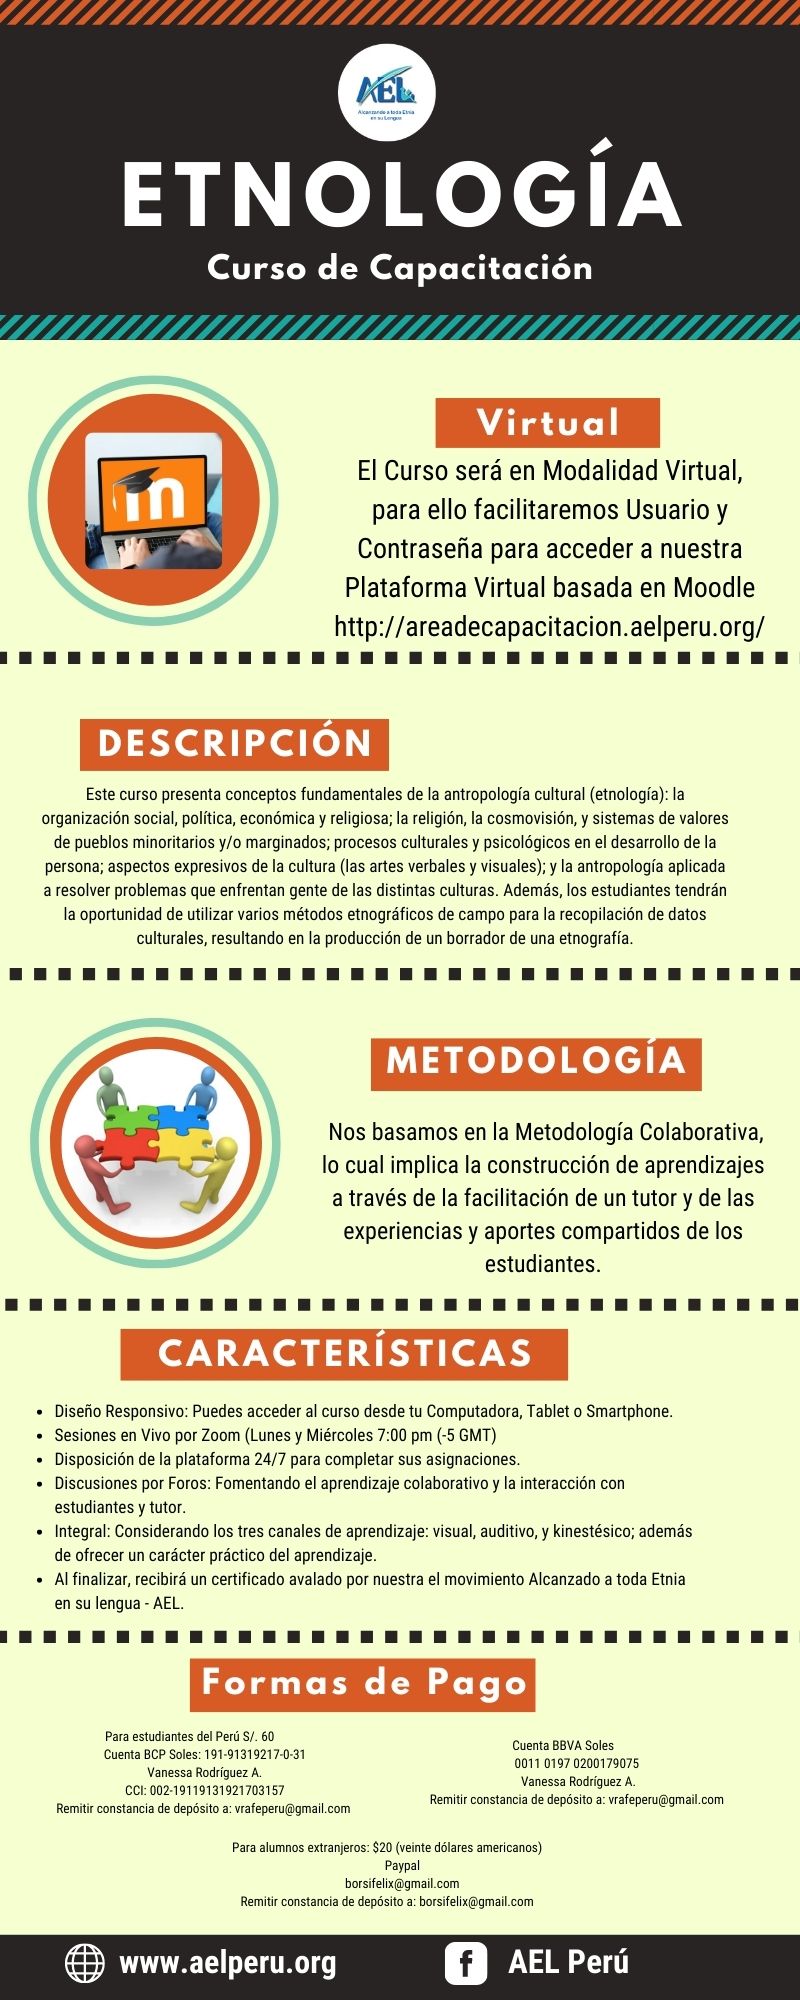 AEL
Alcanzando a toda Etnia
en su Lengua
ETNOLOGÍA
Curso de Capacitación
m
Virtual
El Curso será en Modalidad Virtual,
para ello facilitaremos Usuario y
Contraseña para acceder a nuestra
Plataforma Virtual basada en Moodle
http://areadecapacitacion.aelperu.org/
DESCRIPCIÓN
Este curso presenta conceptos fundamentales de la antropología cultural (etnología): la
organización social, política, económica y religiosa; la religión, la cosmovisión, y sistemas de valores
de pueblos minoritarios y/o marginados; procesos culturales y psicológicos en el desarrollo de la
persona; aspectos expresivos de la cultura (las artes verbales y visuales); y la antropología aplicada
a resolver problemas que enfrentan gente de las distintas culturas. Además, los estudiantes tendrán
la oportunidad de utilizar varios métodos etnográficos de campo para la recopilación de datos
culturales, resultando en la producción de un borrador de una etnografía.
METODOLOGÍA
Nos basamos en la Metodología Colaborativa,
lo cual implica la construcción de aprendizajes
a través de la facilitación de un tutor y de las
experiencias y aportes compartidos de los
estudiantes.
CARACTERÍSTICAS
• Diseño Responsivo: Puedes acceder al curso desde tu Computadora, Tablet o Smartphone.
• Sesiones en Vivo por Zoom (Lunes y Miércoles 7:00 pm (-5 GMT)
• Disposición de la plataforma 24/7 para completar sus asignaciones.
• Discusiones por Foros: Fomentando el aprendizaje colaborativo y la interacción con
estudiantes y tutor.
• Integral: Considerando los tres canales de aprendizaje: visual, auditivo, y kinestésico; además
de ofrecer un carácter práctico del aprendizaje.
• Al finalizar, recibirá un certificado avalado por nuestra el movimiento Alcanzado a toda Etnia
en su lengua - AEL.
Formas de Pago
Para estudiantes del Perú S/. 60
Cuenta BCP Soles: 191-91319217-0-31
Vanessa Rodríguez A.
CCI: 002-19119131921703157
Remitir constancia de depósito a: vrafeperu@gmail.com
Cuenta BBVA Soles
0011 0197 0200179075
Vanessa Rodríguez A.
Remitir constancia de depósito a: vrafeperu@gmail.com
Para alumnos extranjeros: $20 (veinte dólares americanos)
Paypal
borsifelix@gmail.com
Remitir constancia de depósito a: borsifelix@gmail.com
www.aelperu.org
f AEL Perú